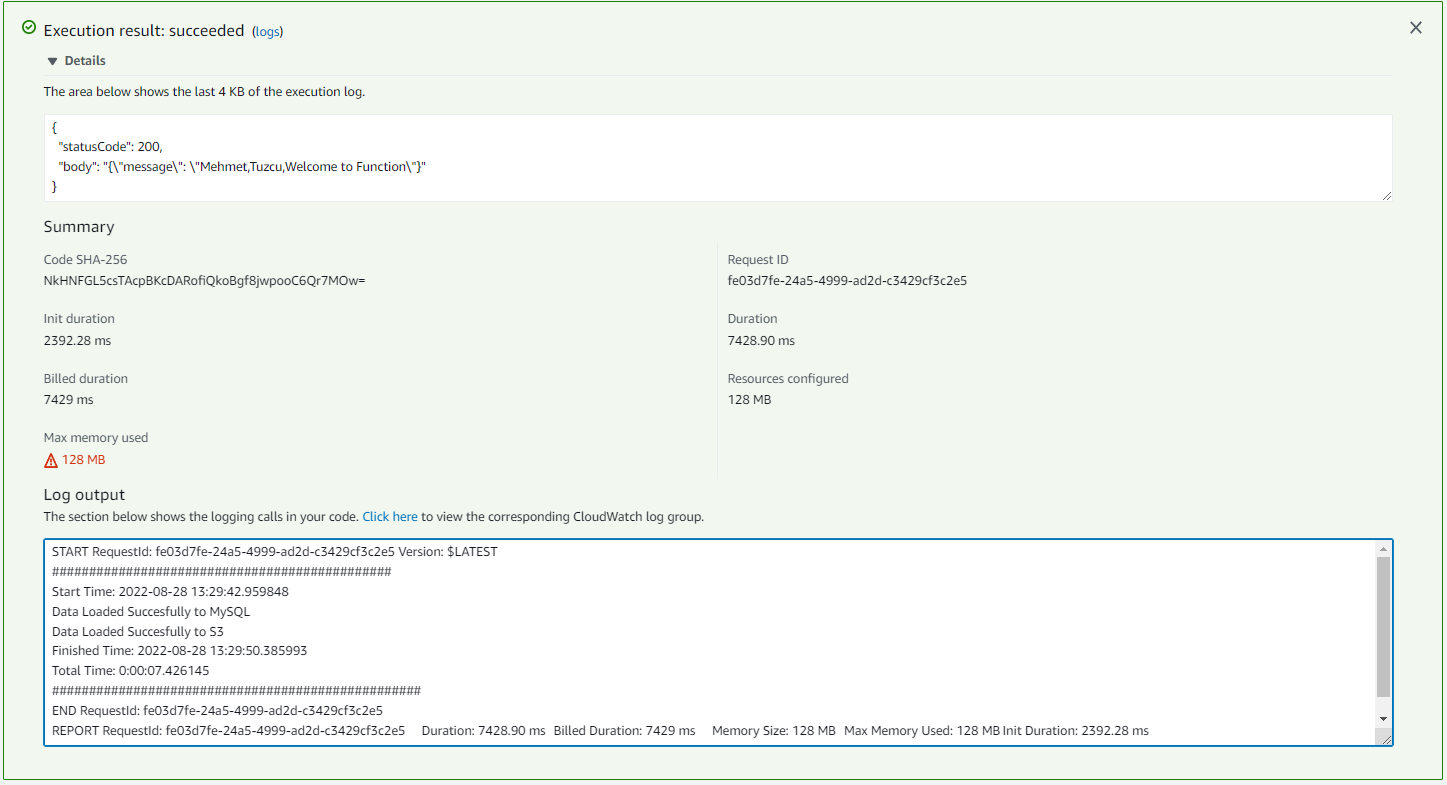 Execution result: succeeded (logs)
Details
The area below shows the last 4 KB of the execution log.
{
"statusCode": 200,
"body": "{\"message\": \"Mehmet,Tuzcu,Welcome to Function\"}"
}
Summary
Code SHA-256
NkHNFGL5csTAcpBKcDARofiQkoBgf8jwpooC6Qr7MOw=
Request ID
fe03d7fe-24a5-4999-ad2d-c3429cf3c2e5
Init duration
2392.28 ms
Duration
7428.90 ms
Billed duration
7429 ms
Resources configured
128 MB
Max memory used
128 MB
Log output
The section below shows the logging calls in your code. Click here to view the corresponding CloudWatch log group.
START RequestId: fe03d7fe-24a5-4999-ad2d-c3429cf3c2e5 Version: $LATEST
##############################################
Start Time: 2022-08-28 13:29:42.959848
Data Loaded Succesfully to MySQL
Data Loaded Succesfully to S3
Finished Time: 2022-08-28 13:29:50.385993
Total Time: 0:00:07.426145
##################################################
END RequestId: fe03d7fe-24a5-4999-ad2d-c3429cf3c2e5
REPORT RequestId: fe03d7fe-24a5-4999-ad2d-c3429cf3c2e5 Duration: 7428.90 ms Billed Duration: 7429 ms Memory Size: 128 MB Max Memory Used: 128 MB Init Duration: 2392.28 ms